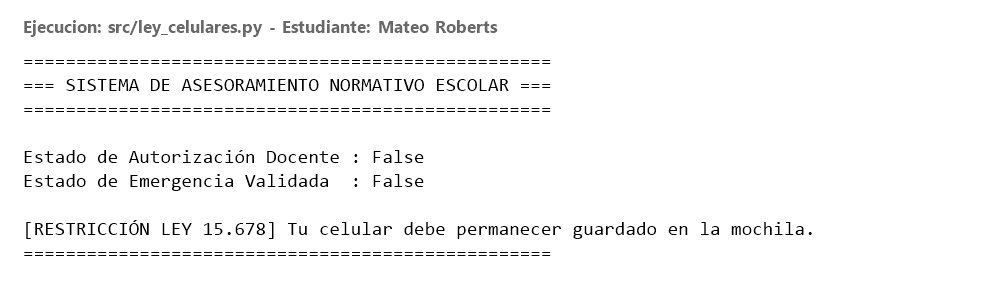 Ejecucion: src/ley_celulares.py - Estudiante: Mateo Roberts
==================================================
=== SISTEMA DE ASESORAMIENTO NORMATIVO ESCOLAR ===
==================================================
Estado de Autorización Docente : False
Estado de Emergencia Validada  : False
[RESTRICCIÓN LEY 15.678] Tu celular debe permanecer guardado en la mochila.
==================================================